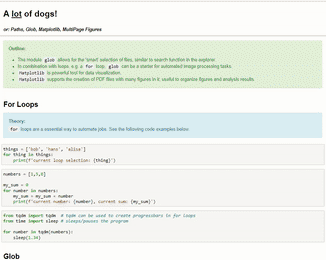 A lot of dogs!
or: Paths, Glob, Matplotlib, MultiPage Figures
Outline:
The module glob allows for the 'smart' selection of files, similar to search function in the explorer.
In combination with loops, e.g. a for loop, glob can be a starter for automated image processing tasks.
Matplotlib is powerful tool for data visualization.
Matplotlib supports the creation of PDF files with many figures in it, useful to organize figures and analysis results
For Loops
Theory:
for loops are a essential way to automate jobs. See the following code examples below:
things = ['bob', 'hans', 'alice']
for thing in things:
print(f'current loop selection: {thing}')
numbers = [1,3,6]
my_sum = 0
for number in numbers:
my_sum = my_sum + number
print(f"current number: {number}, current sum: {my_sum}")
from tqdm import tqdm # tqdm can be used to create progressbars in for loops
from time import sleep # sleeps/pauses the program
for number in tqdm(numbers):
Glob